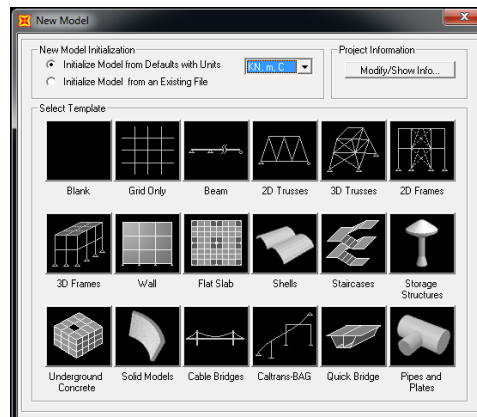 New Model
New Model Initialization
Project Information
Initialize Model from Defaults with Units
KN, m, C
Initialize Model from an Existing File
Modify/Show Info...
Select Template
Blank
Grid Only
Beam
2D Trusses
3D Trusses
2D Frames
3D Frames
Wall
Flat Slab
Shells
Staircases
Storage
Structures
Underground
Concrete
Solid Models
Cable Bridges
Caltrans-BAG
Quick Bridge
Pipes and
Plates